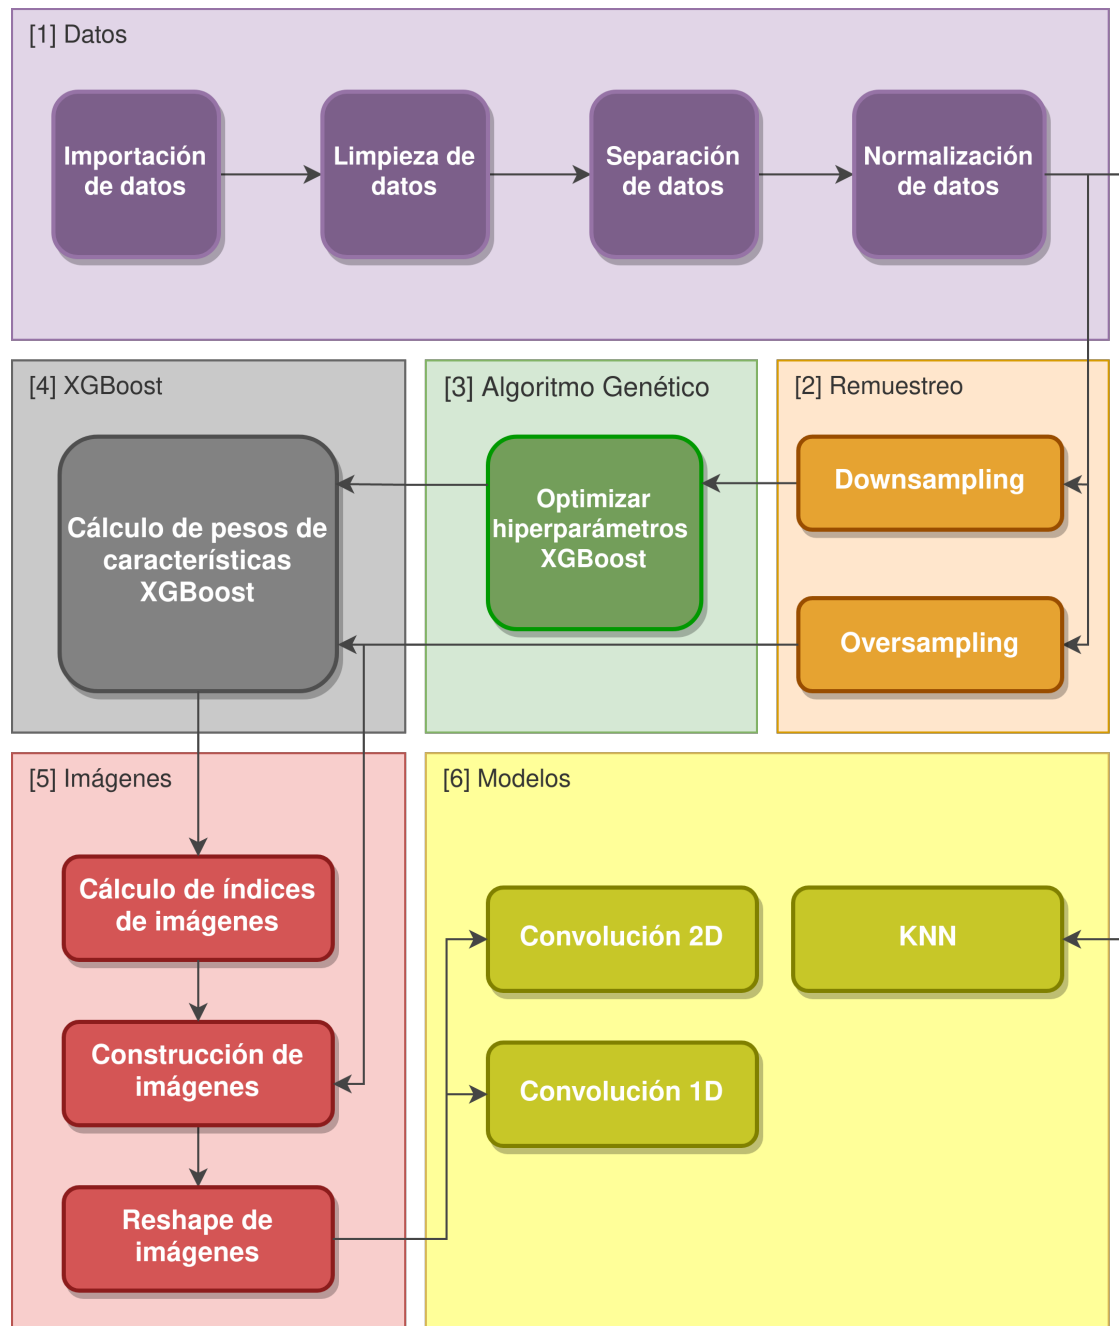 [1] Datos
Importación
de datos
Limpieza de
datos
Separación
de datos
Normalización
de datos
[4] XGBoost
Cálculo de pesos de
características
XGBoost
[3] Algoritmo Genético
Optimizar
hiperparámetros
XGBoost
[2] Remuestreo
Downsampling
Oversampling
[5] Imágenes
Cálculo de índices
de imágenes
Construcción de
imágenes
Reshape de
imágenes
[6] Modelos
Convolución 2D
KNN
Convolución 1D